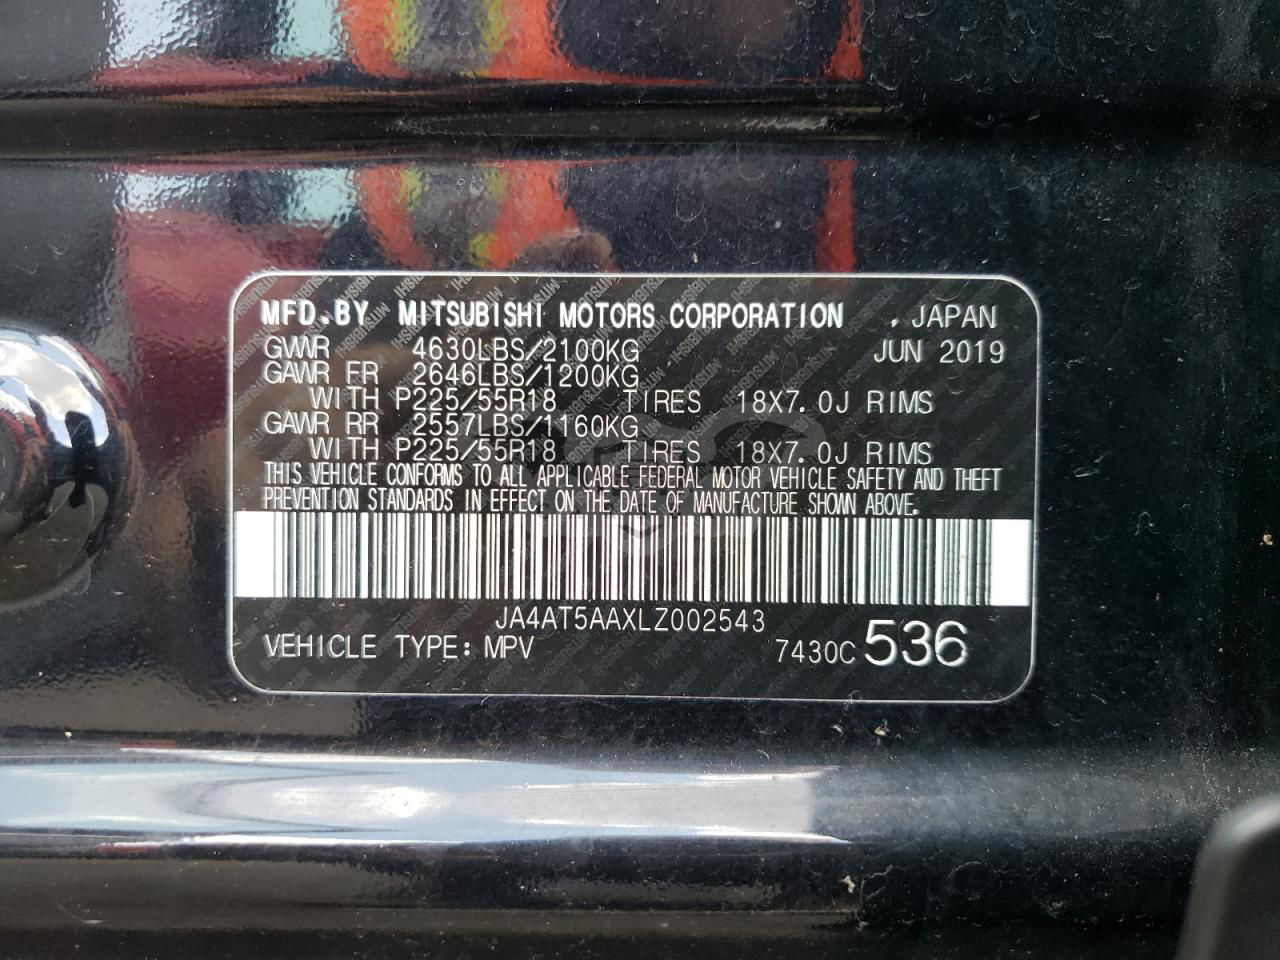 MFD.BY MITSUBISHI MOTORS CORPORATION , JAPAN
GWR 4630LBS/2100KG JUN 2019
GAWR FR 2646LBS/1200KG
WITH P225/55R18 TIRES 18X7.0J RIMS
GAWR RR 2557LBS/1160KG
WITH P225/55R18 TIRES 18X7.0J RIMS
THIS VEHICLE CONFORMS TO ALL APPLICABLE FEDERAL MOTOR VEHICLE SAFETY AND THEFT
PREVENTION STANDARDS IN EFFECT ON THE DATE OF MANUFACTURE SHOWN ABOVE.
JA4AT5AAXLZ002543
VEHICLE TYPE: MPV 7430C 536